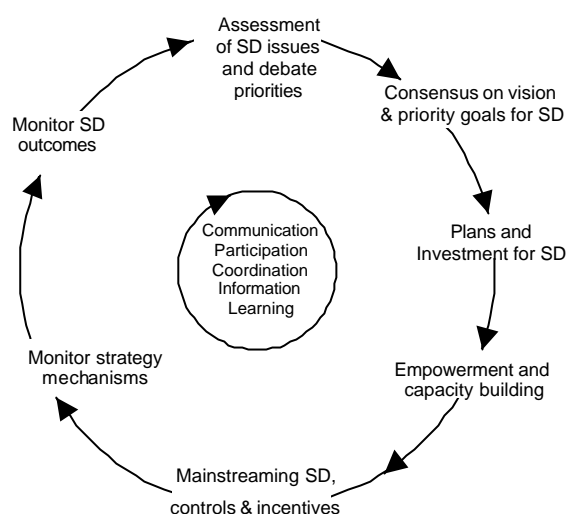 Assessment
of SD issues
and debate
priorities
Consensus on vision
& priority goals for SD
Plans and
Investment for SD
Empowerment and
capacity building
Mainstreaming SD,
controls & incentives
Monitor strategy
mechanisms
Monitor SD
outcomes
Communication
Participation
Coordination
Information
Learning